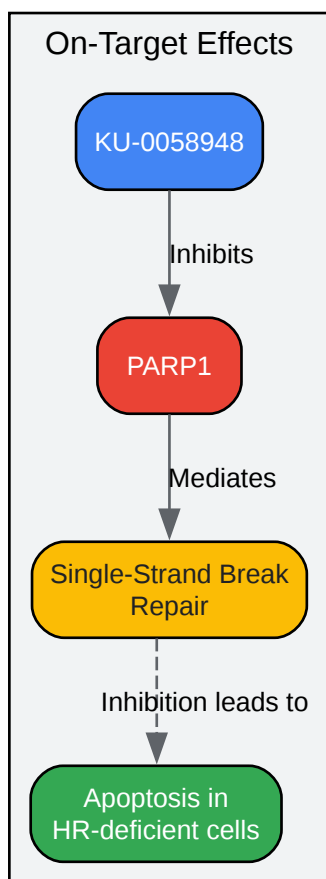 On-Target Effects
KU-0058948
Inhibits
PARP1
Mediates
Single-Strand Break
Repair
Inhibition leads to
Apoptosis in
HR-deficient cells